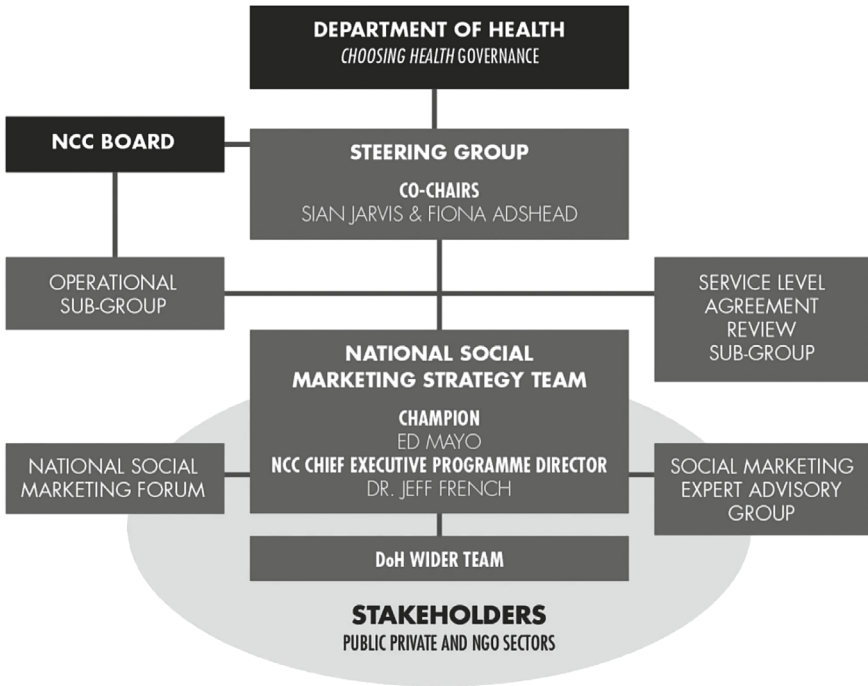 DEPARTMENT OF HEALTH
CHOOSING HEALTH GOVERNANCE
NCC BOARD
STEERING GROUP
CO-CHAIRS
SIAN JARVIS & FIONA ADSHEAD
OPERATIONAL
SUB-GROUP
SERVICE LEVEL
AGREEMENT
REVIEW
SUB-GROUP
NATIONAL SOCIAL
MARKETING STRATEGY TEAM
CHAMPION
ED MAYO
NCC CHIEF EXECUTIVE PROGRAMME DIRECTOR
DR. JEFF FRENCH
NATIONAL SOCIAL
MARKETING FORUM
SOCIAL MARKETING
EXPERT ADVISORY
GROUP
DoH WIDER TEAM
STAKEHOLDERS
PUBLIC PRIVATE AND NGO SECTORS